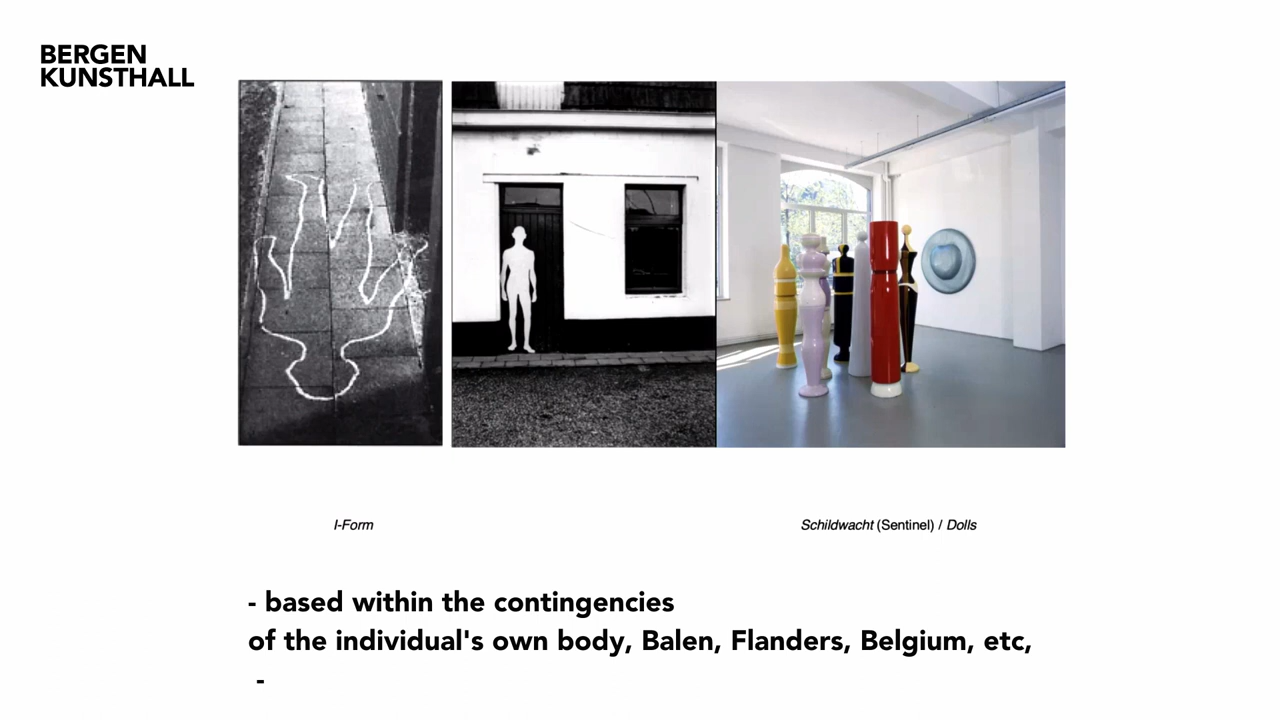 BERGEN
KUNSTHALL
I-Form
Schildwacht (Sentinel) / Dolls
- based within the contingencies
of the individual's own body, Balen, Flanders, Belgium, etc,
-